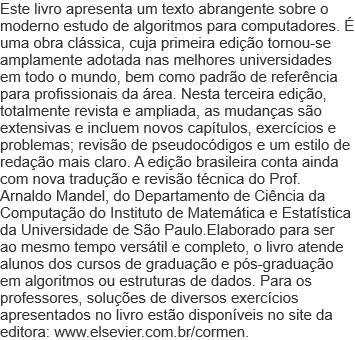 Este livro apresenta um texto abrangente sobre o
moderno estudo de algoritmos para computadores. É
uma obra clássica, cuja primeira edição tornou-se
amplamente adotada nas melhores universidades
em todo o mundo, bem como padrão de referência
para profissionais da área. Nesta terceira edição,
totalmente revista e ampliada, as mudanças são
extensivas e incluem novos capítulos, exercícios e
problemas; revisão de pseudocódigos e um estilo de
redação mais claro. A edição brasileira conta ainda
com nova tradução e revisão técnica do Prof.
Arnaldo Mandel, do Departamento de Ciência da
Computação do Instituto de Matemática e Estatística
da Universidade de São Paulo.Elaborado para ser
ao mesmo tempo versátil e completo, o livro atende
alunos dos cursos de graduação e pós-graduação
em algoritmos ou estruturas de dados. Para os
professores, soluções de diversos exercícios
apresentados no livro estão disponíveis no site da
editora: www.elsevier.com.br/cormen.